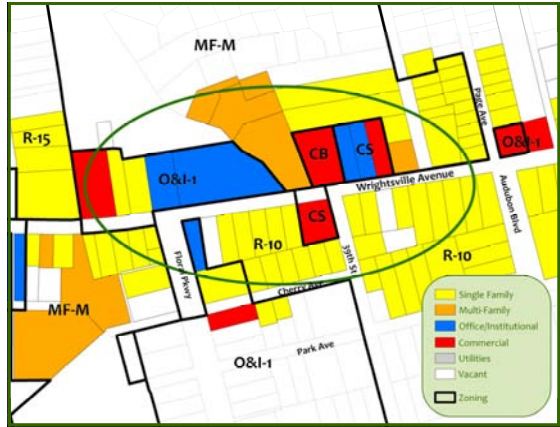 MF-M
R-15
Page Ave
O&I-1
CB
CS
O&I-1
Wrightsville Avenue
Audubon Blvd
CS
R-10
39th St
R-10
Floral Pkwy
Cherry Ave
MF-M
O&I-1
Park Ave
Single Family
Multi-Family
Office/Institutional
Commercial
Utilities
Vacant
Zoning